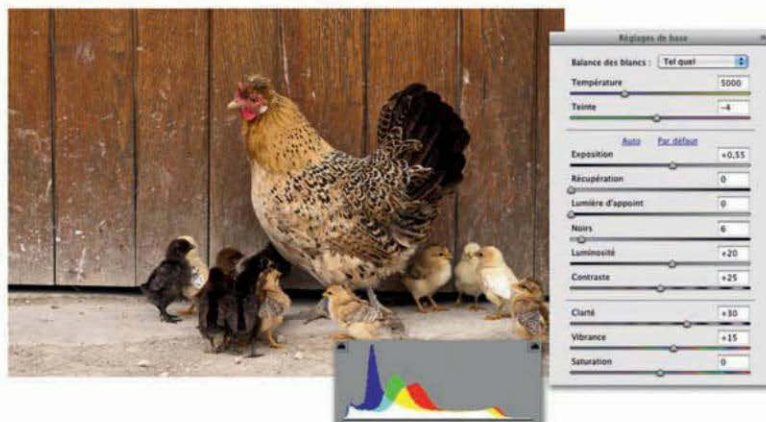 Réglages de base
Balance des blancs : Tel quel
Température 5000
Teinte -4
Auto Par défaut
Exposition +0,55
Récupération 0
Lumière d'appoint 0
Noirs 6
Luminosité +20
Contraste +25
Clarté +30
Vibrance +15
Saturation 0